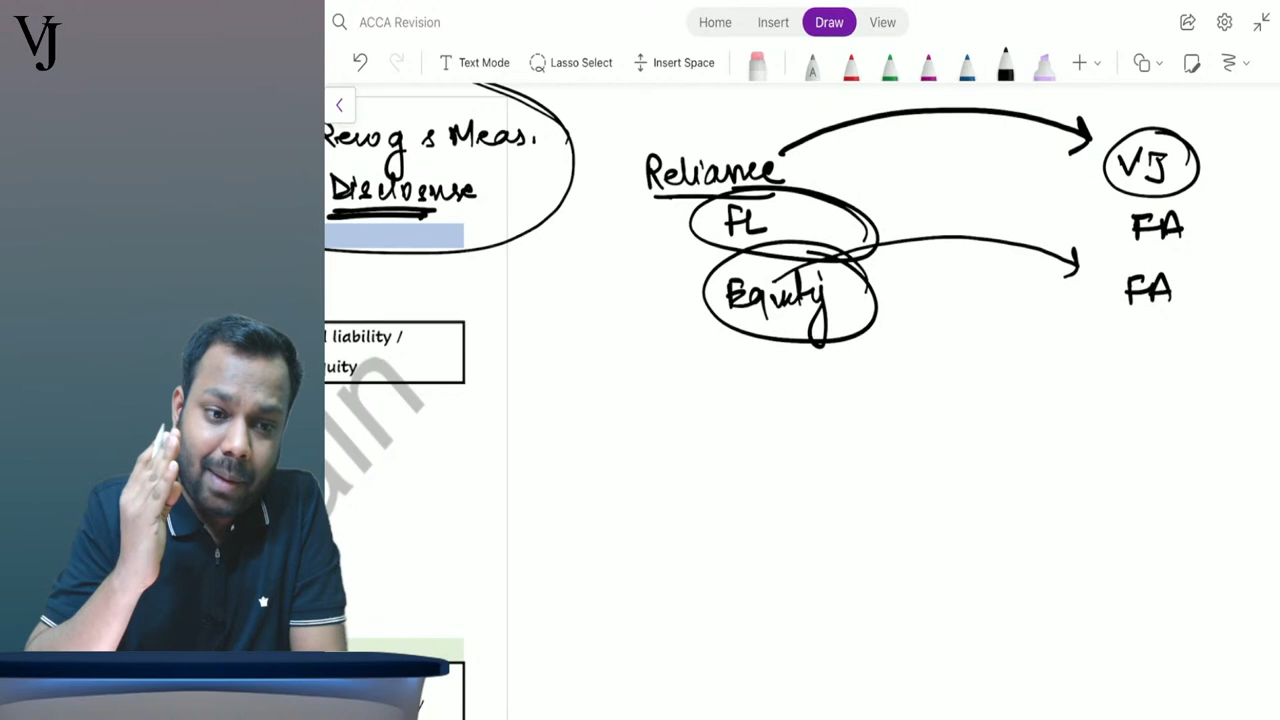 VJ
ACCA Revision
Home Insert Draw View
Text Mode Lasso Select Insert Space
Recog & Meas.
Disclosure
Reliance
VJ
FL
FA
Equity
FA
liability /
uity